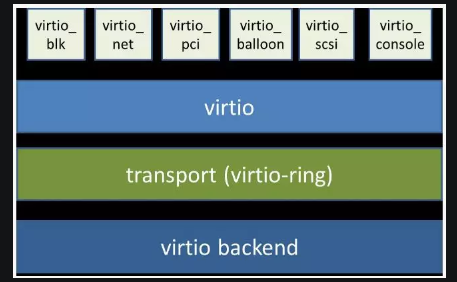 virtio_ virtio_ virtio_ virtio_ virtio_ virtio_
blk net pci balloon scsi console
virtio
transport (virtio-ring)
virtio backend